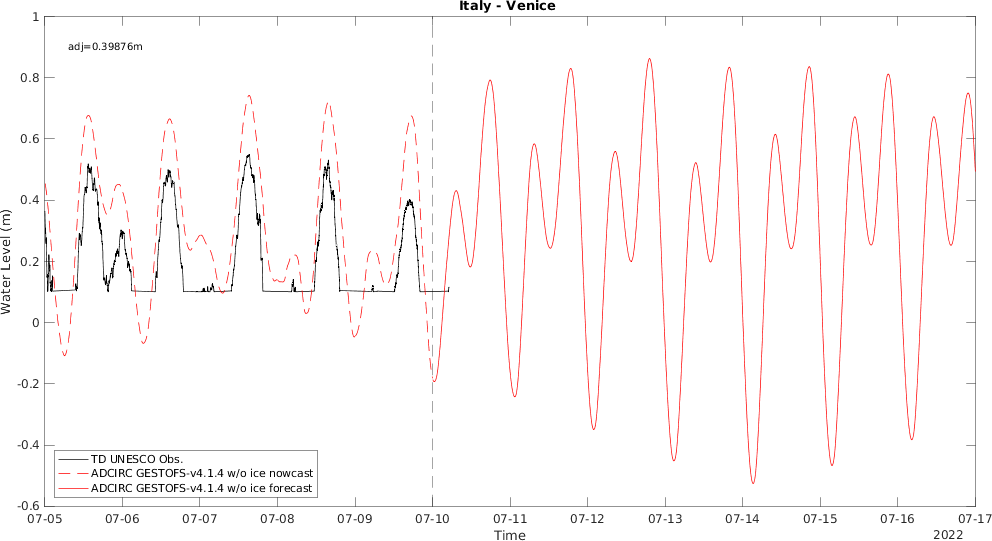 Italy - Venice
adj=0.39876m
Water Level (m)
1
0.8
0.6
0.4
0.2
0
-0.2
-0.4
-0.6
TD UNESCO Obs.
ADCIRC GESTOFS-v4.1.4 w/o ice nowcast
ADCIRC GESTOFS-v4.1.4 w/o ice forecast
07-05 07-06 07-07 07-08 07-09 07-10 07-11 07-12 07-13 07-14 07-15 07-16 07-17
Time
2022